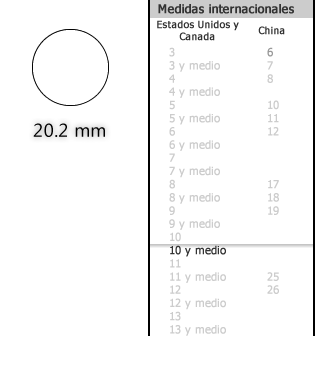 Medidas internacionales
Estados Unidos y Canada China
3 6
3 y medio 7
4 8
4 y medio
5 10
5 y medio 11
6 12
6 y medio
7
7 y medio
8 17
8 y medio 18
9 19
9 y medio
10
10 y medio
11
11 y medio 25
12 26
12 y medio
13
13 y medio
20.2 mm